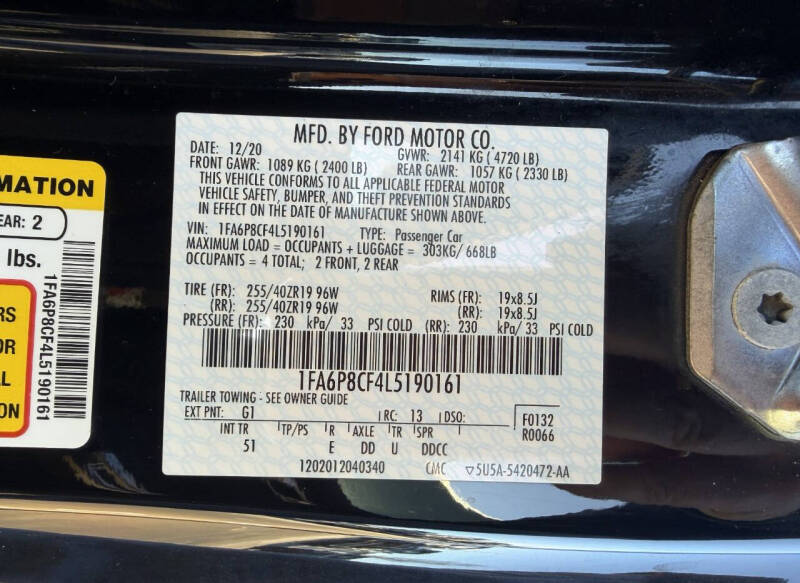 MATION
EAR: 2
lbs.
RS
OR
L
S
1FA6P8CF4L5190161
MFD. BY FORD MOTOR CO.
DATE: 12/20 GVWR: 2141 KG ( 4720 LB)
FRONT GAWR: 1089 KG ( 2400 LB) REAR GAWR: 1057 KG ( 2330 LB)
THIS VEHICLE CONFORMS TO ALL APPLICABLE FEDERAL MOTOR
VEHICLE SAFETY, BUMPER, AND THEFT PREVENTION STANDARDS
IN EFFECT ON THE DATE OF MANUFACTURE SHOWN ABOVE.
VIN: 1FA6P8CF4L5190161 TYPE: Passenger Car
MAXIMUM LOAD = OCCUPANTS + LUGGAGE = 303KG/ 668LB
OCCUPANTS = 4 TOTAL; 2 FRONT, 2 REAR
TIRE (FR): 255/40ZR19 96W RIMS (FR): 19x8.5J
(RR): 255/40ZR19 96W (RR): 19x8.5J
PRESSURE (FR): 230 kPa/ 33 PSI COLD (RR): 230 kPa/ 33 PSI COLD
1FA6P8CF4L5190161
TRAILER TOWING - SEE OWNER GUIDE
EXT PNT: G1 RC: 13 DSO: F0132
INT TR TP/PS R AXLE TR SPR R0066
51 E DD U DDCC
1202012040340 CMC ▽5U5A-5420472-AA